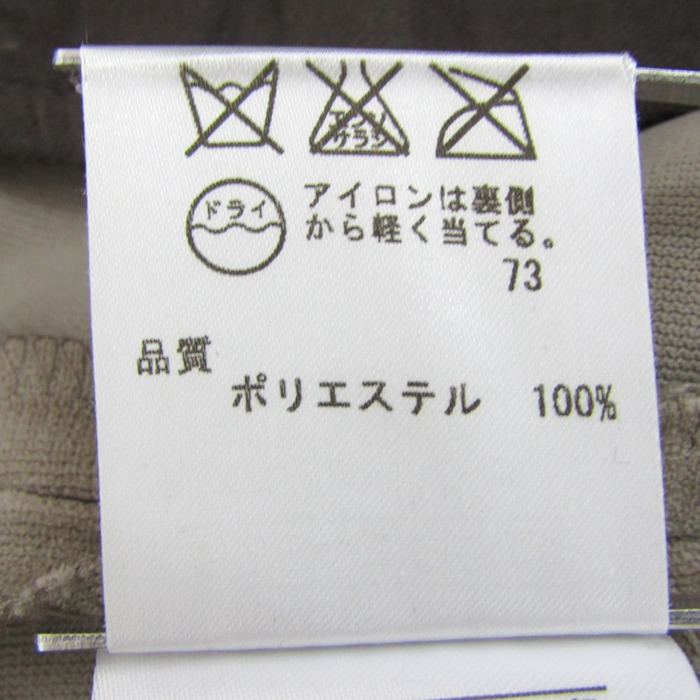 エンソ
サラシ
ドライ
アイロンは裏側
から軽く当てる。
73
品質
ポリエステル 100%